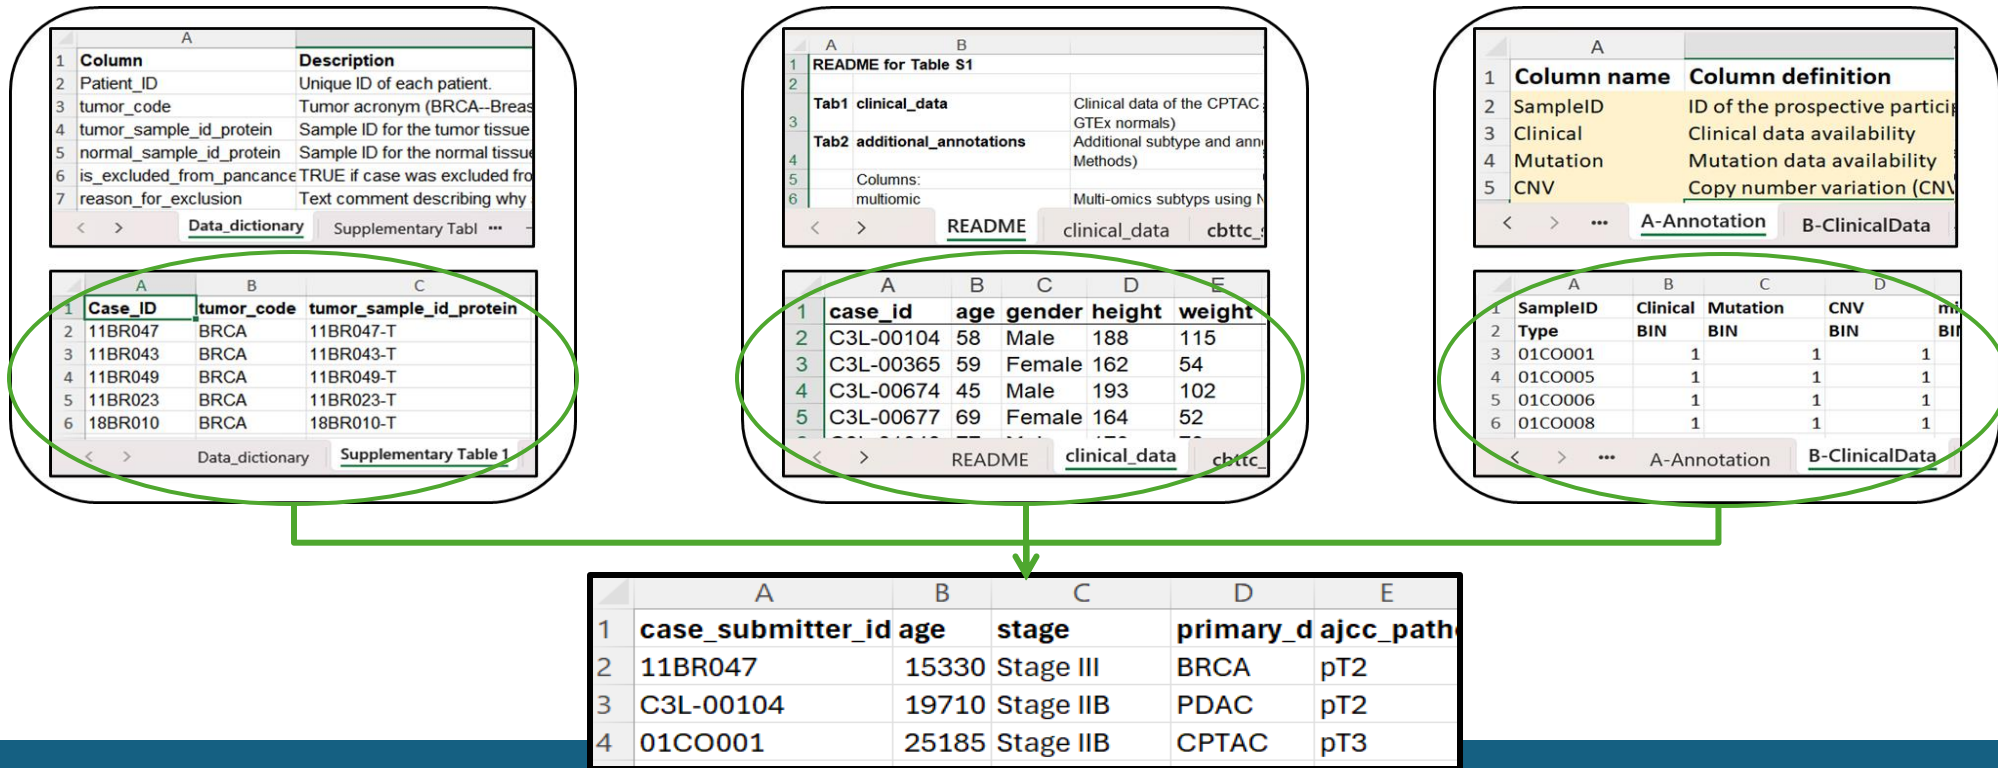 A
1 Column Description
2 Patient_ID Unique ID of each patient.
3 tumor_code Tumor acronym (BRCA--Breas
4 tumor_sample_id_protein Sample ID for the tumor tissue
5 normal_sample_id_protein Sample ID for the normal tissue
6 is_excluded_from_pancance TRUE if case was excluded fro
7 reason_for_exclusion Text comment describing why
< > Data_dictionary Supplementary Tabl ···
A B C
1 Case_ID tumor_code tumor_sample_id_protein
2 11BR047 BRCA 11BR047-T
3 11BR043 BRCA 11BR043-T
4 11BR049 BRCA 11BR049-T
5 11BR023 BRCA 11BR023-T
6 18BR010 BRCA 18BR010-T
< > Data_dictionary Supplementary Table 1
A B
1 README for Table S1
2
Tab1 clinical_data Clinical data of the CPTAC
3 GTEx normals)
Tab2 additional_annotations Additional subtype and ann
4 Methods)
5 Columns:
6 multiomic Multi-omics subtyps using
< > README clinical_data cbttc_
A B C D E
1 case_id age gender height weight
2 C3L-00104 58 Male 188 115
3 C3L-00365 59 Female 162 54
4 C3L-00674 45 Male 193 102
5 C3L-00677 69 Female 164 52
< > README clinical_data cbttc_
A
1 Column name Column definition
2 SampleID ID of the prospective particip
3 Clinical Clinical data availability
4 Mutation Mutation data availability
5 CNV Copy number variation (CNV
< > ··· A-Annotation B-ClinicalData
A B C D
1 SampleID Clinical Mutation CNV mi
2 Type BIN BIN BIN BIN
3 01CO001 1 1 1
4 01CO005 1 1 1
5 01CO006 1 1 1
6 01CO008 1 1 1
< > ··· A-Annotation B-ClinicalData
A B C D E
1 case_submitter_id age stage primary_d ajcc_path
2 11BR047 15330 Stage III BRCA pT2
3 C3L-00104 19710 Stage IIB PDAC pT2
4 01CO001 25185 Stage IIB CPTAC pT3